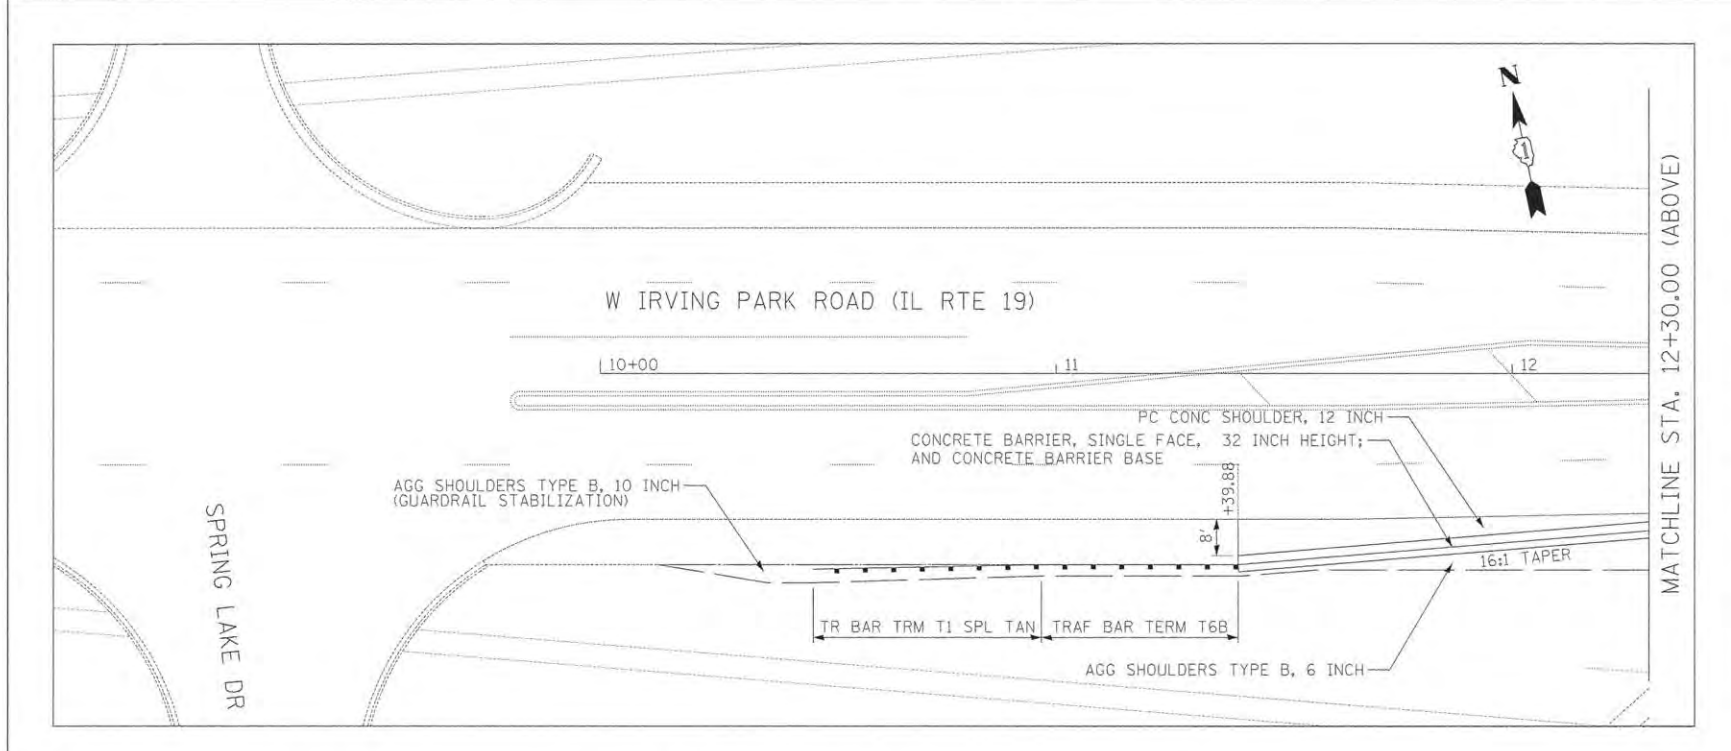 N
1
W IRVING PARK ROAD (IL RTE 19)
10+00
11
12
PC CONC SHOULDER, 12 INCH
CONCRETE BARRIER, SINGLE FACE, 32 INCH HEIGHT;
AND CONCRETE BARRIER BASE
AGG SHOULDERS TYPE B, 10 INCH
(GUARDRAIL STABILIZATION)
+39.88
8'
16:1 TAPER
TR BAR TRM T1 SPL TAN
TRAF BAR TERM T6B
AGG SHOULDERS TYPE B, 6 INCH
SPRING LAKE DR
MATCHLINE STA. 12+30.00 (ABOVE)